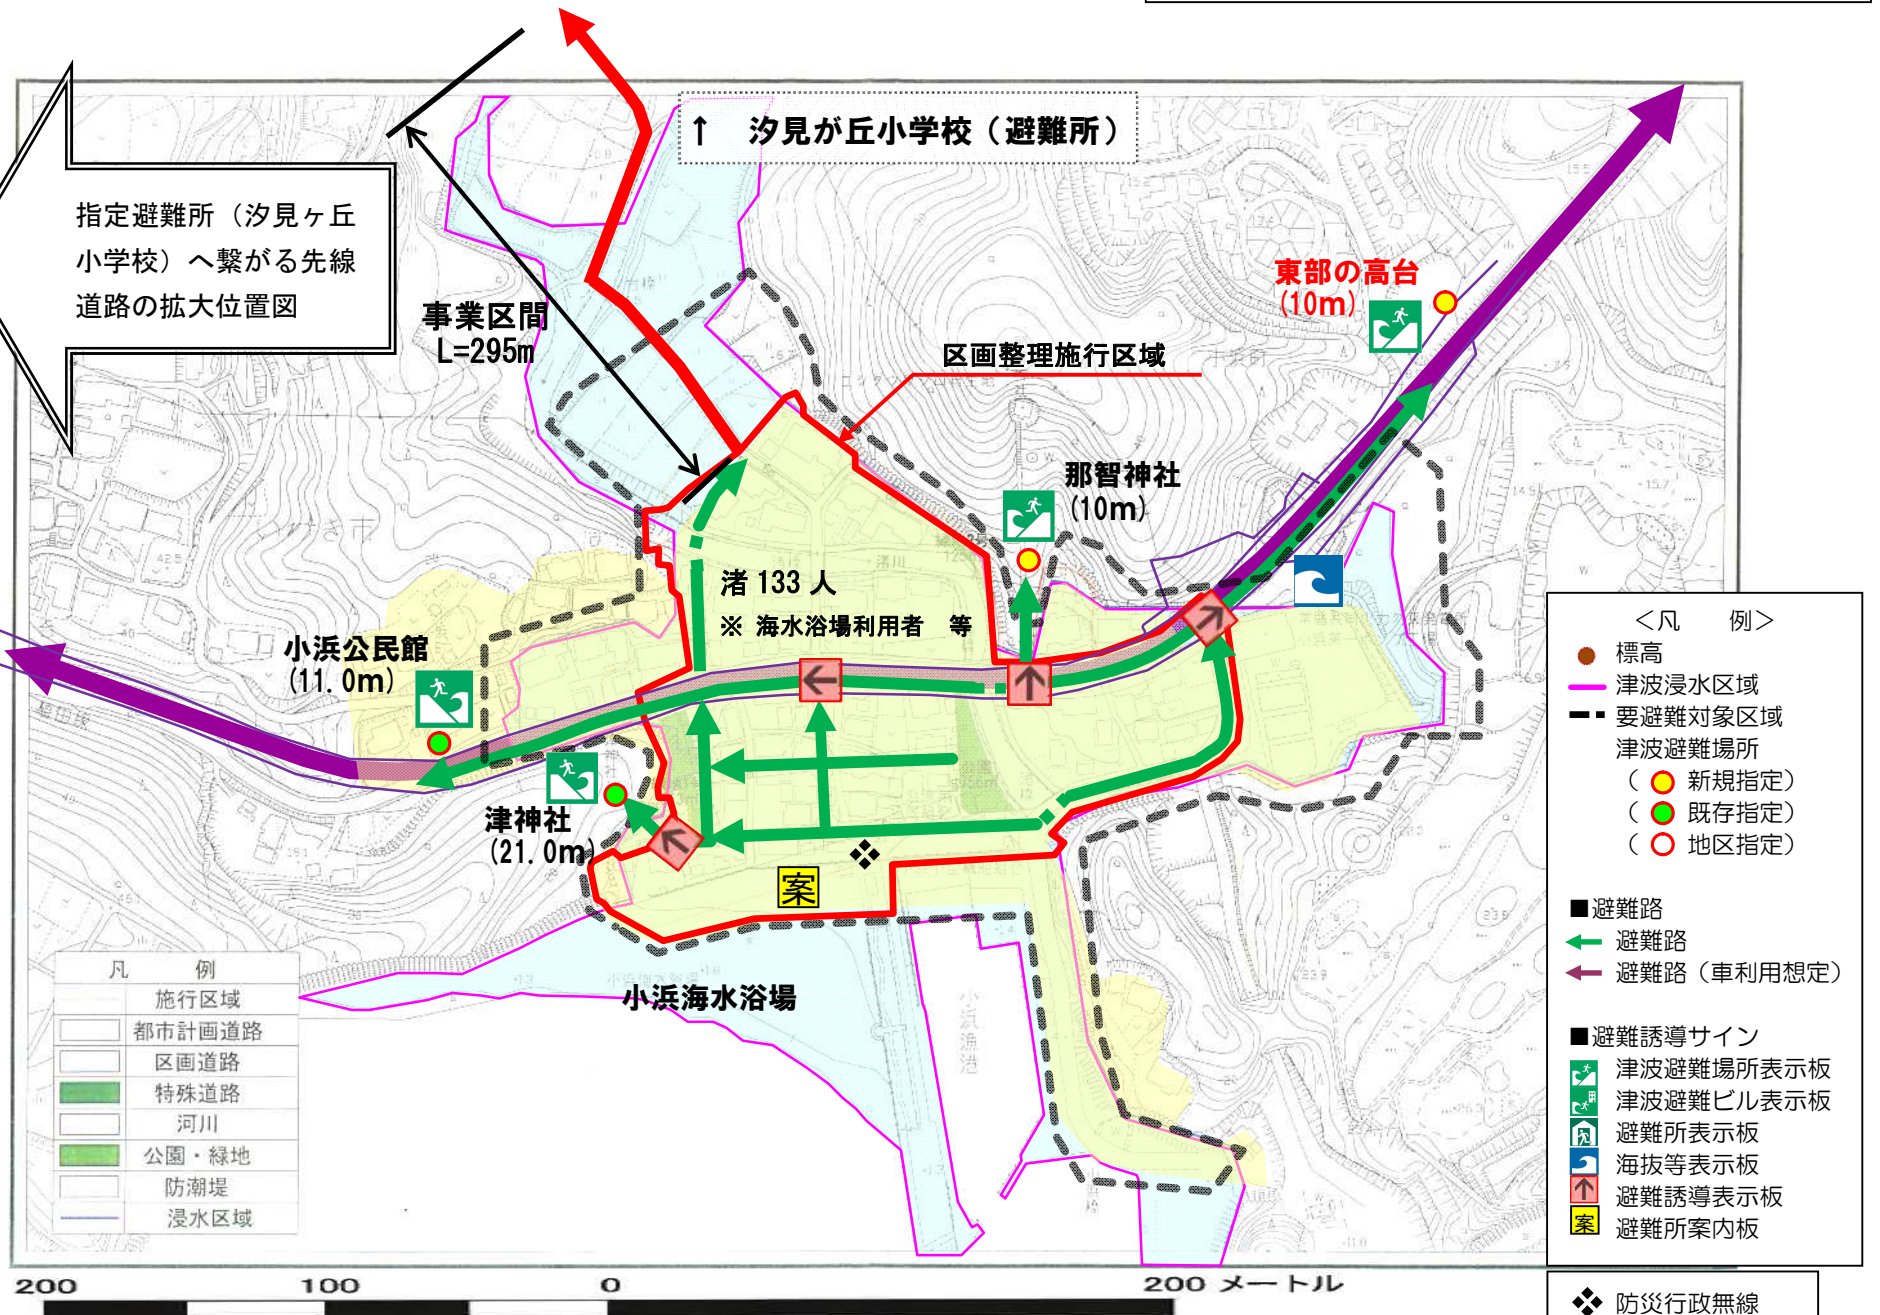 ↑ 汐見が丘小学校（避難所）
指定避難所（汐見ヶ丘
小学校）へ繋がる先線
道路の拡大位置図
事業区間
L=295m
区画整理施行区域
東部の高台
(10m)
那智神社
(10m)
渚 133 人
※ 海水浴場利用者 等
小浜公民館
(11.0m)
津神社
(21.0m)
案
小浜海水浴場
小浜漁港
凡 例
施行区域
都市計画道路
区画道路
特殊道路
河川
公園・緑地
防潮堤
浸水区域
＜凡 例＞
標高
津波浸水区域
要避難対象区域
津波避難場所
（ 新規指定）
（ 既存指定）
（ 地区指定）
■避難路
避難路
避難路（車利用想定）
■避難誘導サイン
津波避難場所表示板
津波避難ビル表示板
避難所表示板
海抜等表示板
避難誘導表示板
案 避難所案内板
防災行政無線
200 100 0 200 メートル